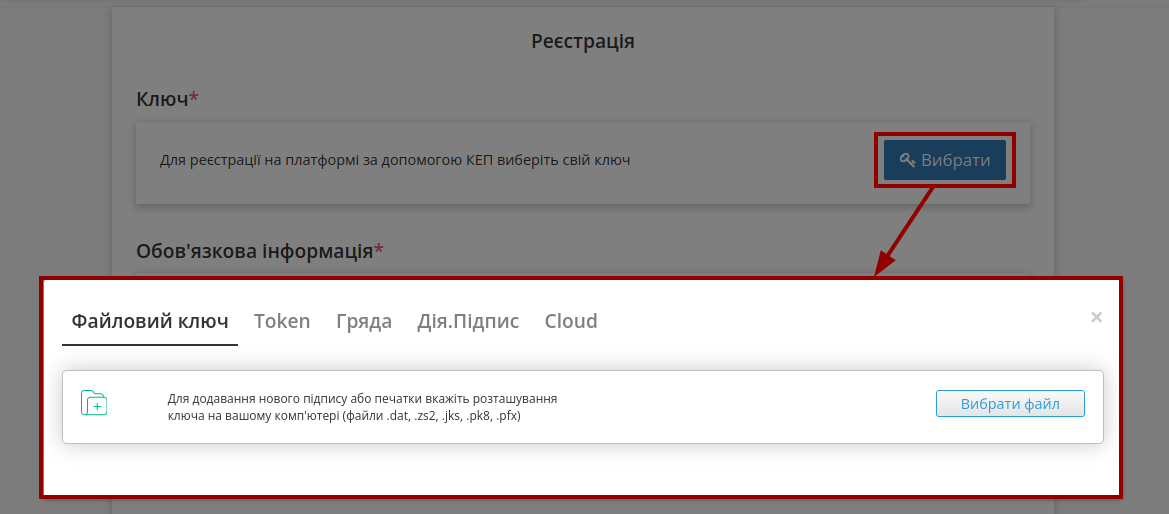 Реєстрація
Ключ*
Для реєстрації на платформі за допомогою КЕП виберіть свій ключ
Вибрати
Обов'язкова інформація*
Файловий ключ Token Гряда Дія.Підпис Cloud ×
Для додавання нового підпису або печатки вкажіть розташування
ключа на вашому комп'ютері (файли .dat, .zs2, .jks, .pk8, .pfx)
Вибрати файл